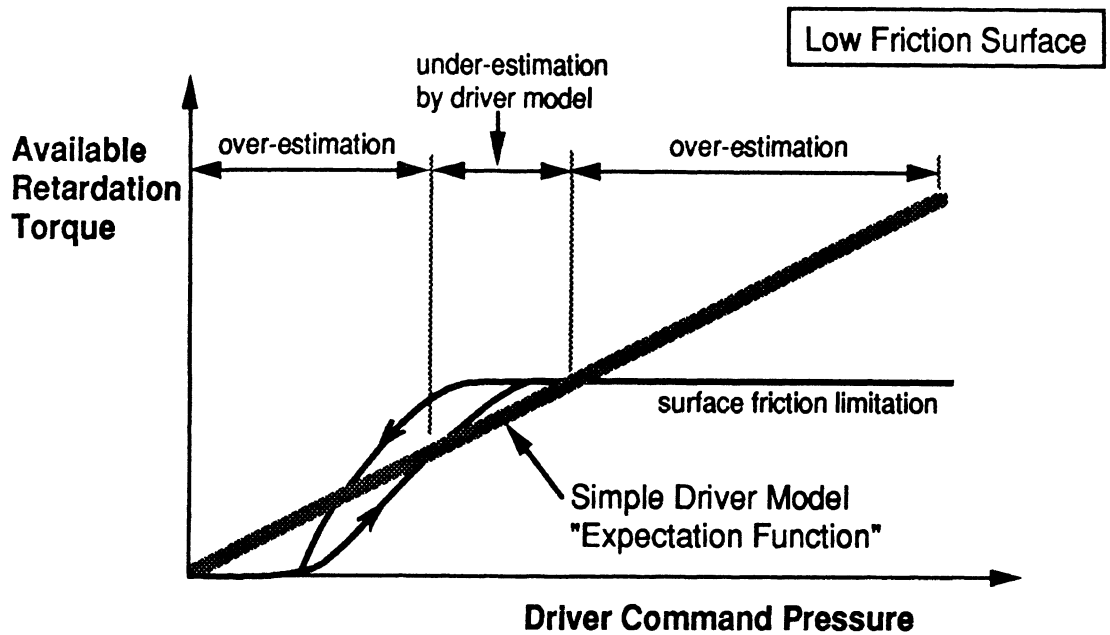 Low Friction Surface
under-estimation
by driver model
Available
Retardation
Torque
over-estimation
over-estimation
surface friction limitation
Simple Driver Model
"Expectation Function"
Driver Command Pressure